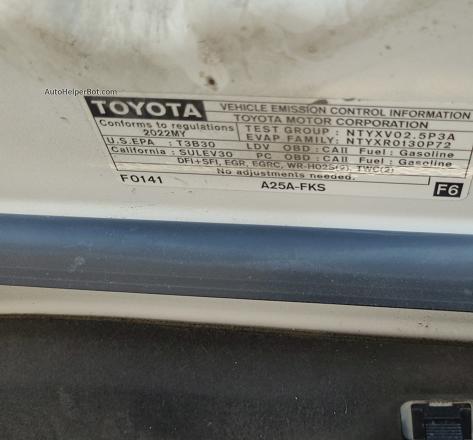 AutoHelperBot.com
TOYOTA VEHICLE EMISSION CONTROL INFORMATION
TOYOTA MOTOR CORPORATION
Conforms to regulations
2022MY
TEST GROUP : NTYXV02.5P3A
EVAP FAMILY: NTYXR0130P72
U.S.EPA : T3B30 LDV OBD : CAII Fuel : Gasoline
California : SULEV30 PC OBD : CAII Fuel : Gasoline
DFI+SFI, EGR, EGRC, WR-HO2S(2), TWC(2)
No adjustments needed.
F0141 A25A-FKS F6